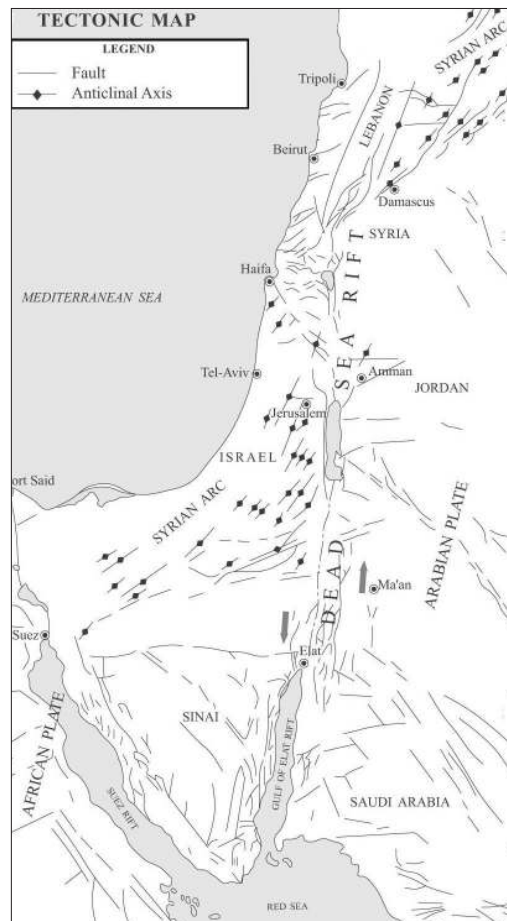 TECTONIC MAP
LEGEND
Fault
Anticlinal Axis
SYRIAN ARC
Tripoli
LEBANON
Beirut
Damascus
SYRIA
Haifa
MEDITERRANEAN SEA
DEAD SEA RIFT
Tel-Aviv
Amman
JORDAN
Jerusalem
ISRAEL
ort Said
SYRIAN ARC
ARABIAN PLATE
Ma'an
Suez
Elat
SINAI
AFRICAN PLATE
GULF OF ELAT RIFT
SUEZ RIFT
SAUDI ARABIA
RED SEA